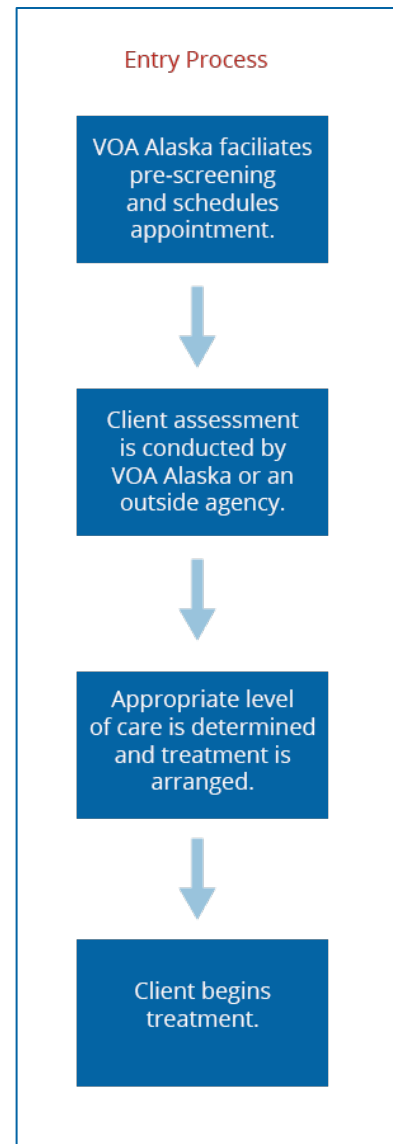 Entry Process
VOA Alaska faciliates
pre-screening
and schedules
appointment.
Client assessment
is conducted by
VOA Alaska or an
outside agency.
Appropriate level
of care is determined
and treatment is
arranged.
Client begins
treatment.